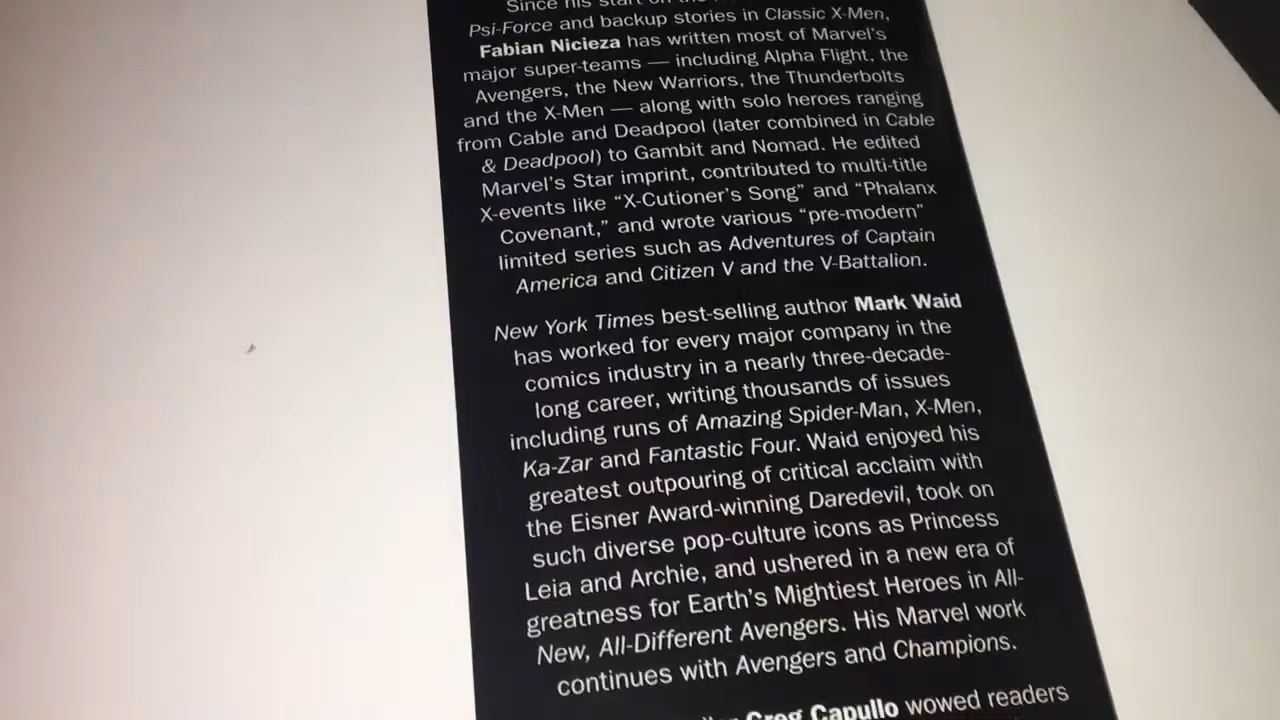 Since his start on the
Psi-Force and backup stories in Classic X-Men,
Fabian Nicieza has written most of Marvel's
major super-teams — including Alpha Flight, the
Avengers, the New Warriors, the Thunderbolts
and the X-Men — along with solo heroes ranging
from Cable and Deadpool (later combined in Cable
& Deadpool) to Gambit and Nomad. He edited
Marvel's Star imprint, contributed to multi-title
X-events like “X-Cutioner's Song” and “Phalanx
Covenant,” and wrote various “pre-modern”
limited series such as Adventures of Captain
America and Citizen V and the V-Battalion.
New York Times best-selling author Mark Waid
has worked for every major company in the
comics industry in a nearly three-decade-
long career, writing thousands of issues
including runs of Amazing Spider-Man, X-Men,
Ka-Zar and Fantastic Four. Waid enjoyed his
greatest outpouring of critical acclaim with
the Eisner Award-winning Daredevil, took on
such diverse pop-culture icons as Princess
Leia and Archie, and ushered in a new era of
greatness for Earth's Mightiest Heroes in All-
New, All-Different Avengers. His Marvel work
continues with Avengers and Champions.
Greg Capullo wowed readers